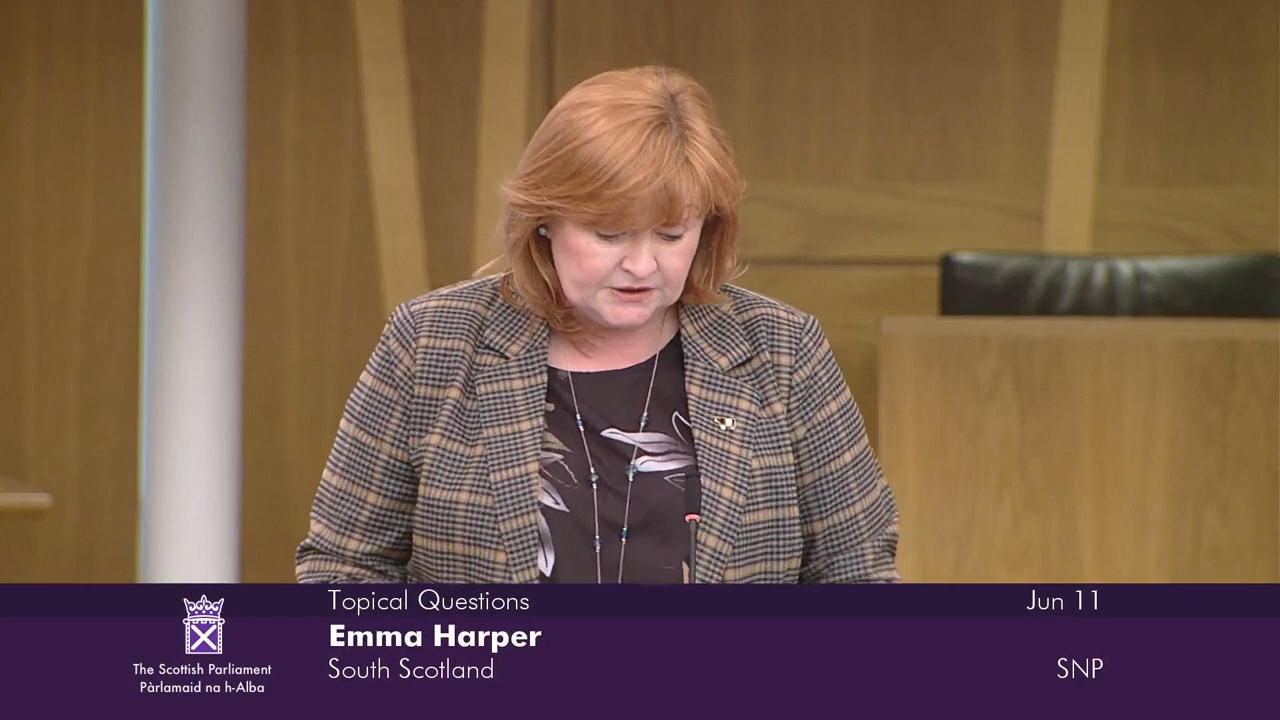 Topical Questions
Jun 11
Emma Harper
South Scotland
SNP
The Scottish Parliament
Pàrlamaid na h-Alba